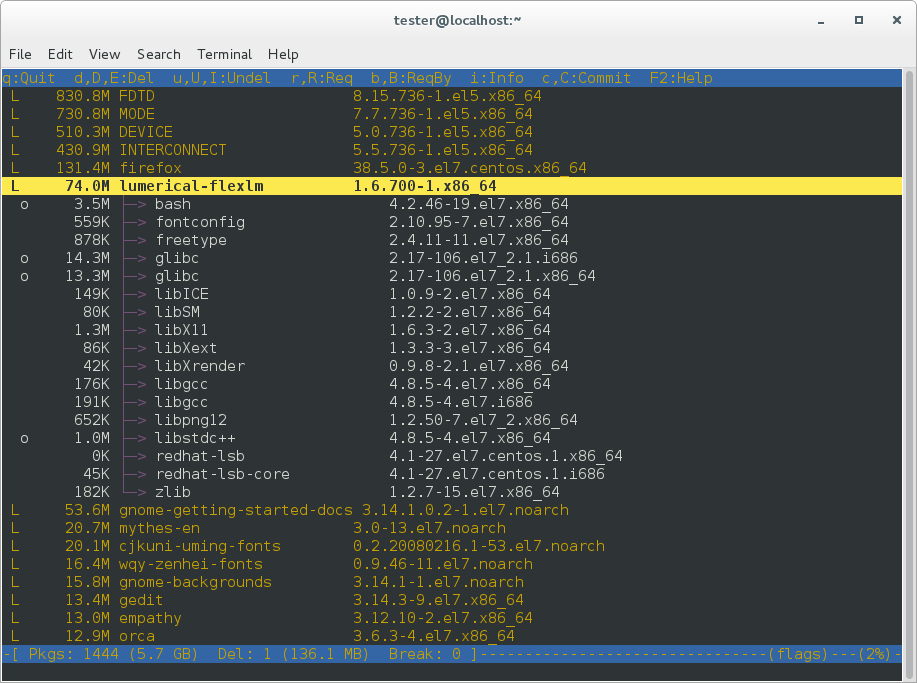 tester@localhost:~
File Edit View Search Terminal Help
q:Quit d,D,E:Del u,U,I:Undel r,R:Req b,B:ReqBy i:Info c,C:Commit F2:Help
L 830.8M FDTD 8.15.736-1.el5.x86_64
L 730.8M MODE 7.7.736-1.el5.x86_64
L 510.3M DEVICE 5.0.736-1.el5.x86_64
L 430.9M INTERCONNECT 5.5.736-1.el5.x86_64
L 131.4M firefox 38.5.0-3.el7.centos.x86_64
L 74.0M lumerical-flexlm 1.6.700-1.x86_64
o 3.5M ├─> bash 4.2.46-19.el7.x86_64
559K ├─> fontconfig 2.10.95-7.el7.x86_64
878K ├─> freetype 2.4.11-11.el7.x86_64
o 14.3M ├─> glibc 2.17-106.el7_2.1.i686
o 13.3M ├─> glibc 2.17-106.el7_2.1.x86_64
149K ├─> libICE 1.0.9-2.el7.x86_64
80K ├─> libSM 1.2.2-2.el7.x86_64
1.3M ├─> libX11 1.6.3-2.el7.x86_64
86K ├─> libXext 1.3.3-3.el7.x86_64
42K ├─> libXrender 0.9.8-2.1.el7.x86_64
176K ├─> libgcc 4.8.5-4.el7.x86_64
191K ├─> libgcc 4.8.5-4.el7.i686
652K ├─> libpng12 1.2.50-7.el7_2.x86_64
o 1.0M ├─> libstdc++ 4.8.5-4.el7.x86_64
0K ├─> redhat-lsb 4.1-27.el7.centos.1.x86_64
45K ├─> redhat-lsb-core 4.1-27.el7.centos.1.i686
182K └─> zlib 1.2.7-15.el7.x86_64
L 53.6M gnome-getting-started-docs 3.14.1.0.2-1.el7.noarch
L 20.7M mythes-en 3.0-13.el7.noarch
L 20.1M cjkuni-uming-fonts 0.2.20080216.1-53.el7.noarch
L 16.4M wqy-zenhei-fonts 0.9.46-11.el7.noarch
L 15.8M gnome-backgrounds 3.14.1-1.el7.noarch
L 13.4M gedit 3.14.3-9.el7.x86_64
L 13.0M empathy 3.12.10-2.el7.x86_64
L 12.9M orca 3.6.3-4.el7.x86_64
-[ Pkgs: 1444 (5.7 GB) Del: 1 (136.1 MB) Break: 0 ]--------------------------------(flags)---(2%)-